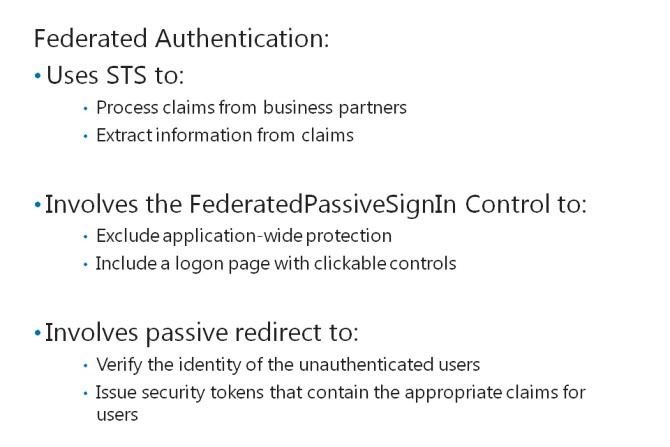 Federated Authentication:
• Uses STS to:
• Process claims from business partners
• Extract information from claims
• Involves the FederatedPassiveSignIn Control to:
• Exclude application-wide protection
• Include a logon page with clickable controls
• Involves passive redirect to:
• Verify the identity of the unauthenticated users
• Issue security tokens that contain the appropriate claims for
users